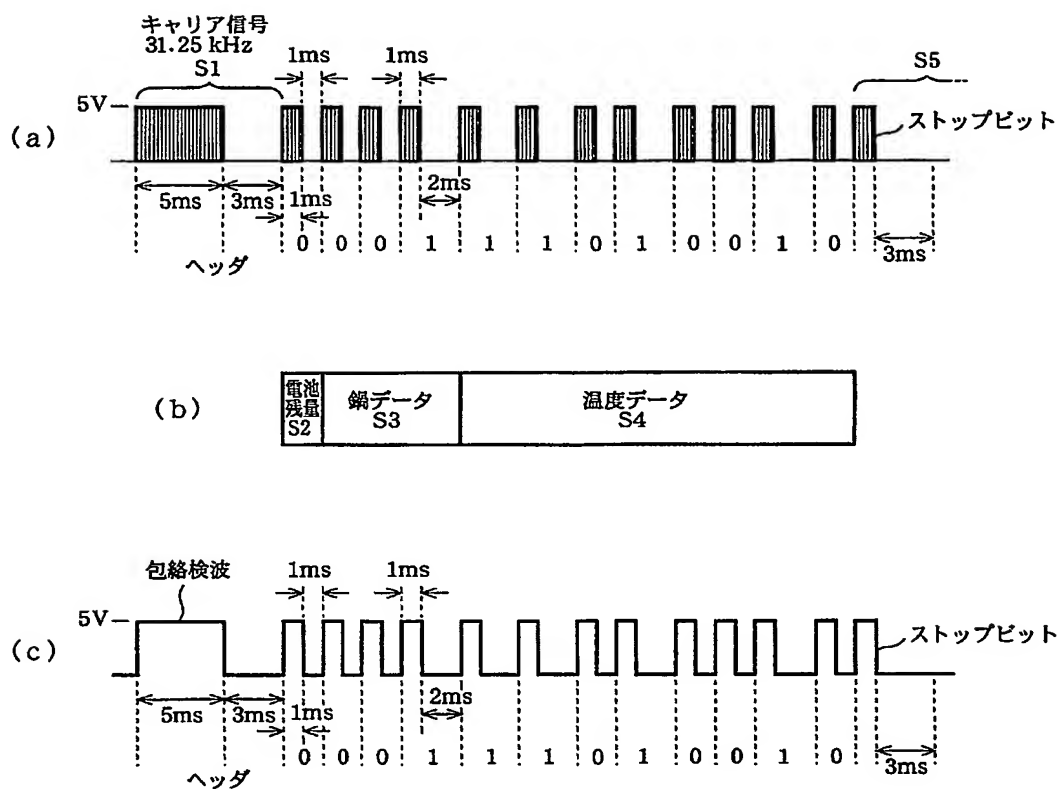 キャリア信号
31.25 kHz
S1
1ms
1ms
S5
5V
(a)
ストップビット
5ms
3ms
1ms
2ms
0 0 0 1 1 1 0 1 0 0 1 0
3ms
ヘッダ
(b)
電池
残量
S2
鍋データ
S3
温度データ
S4
包絡検波
1ms
1ms
5V
(c)
ストップビット
5ms
3ms
1ms
2ms
0 0 0 1 1 1 0 1 0 0 1 0
3ms
ヘッダ